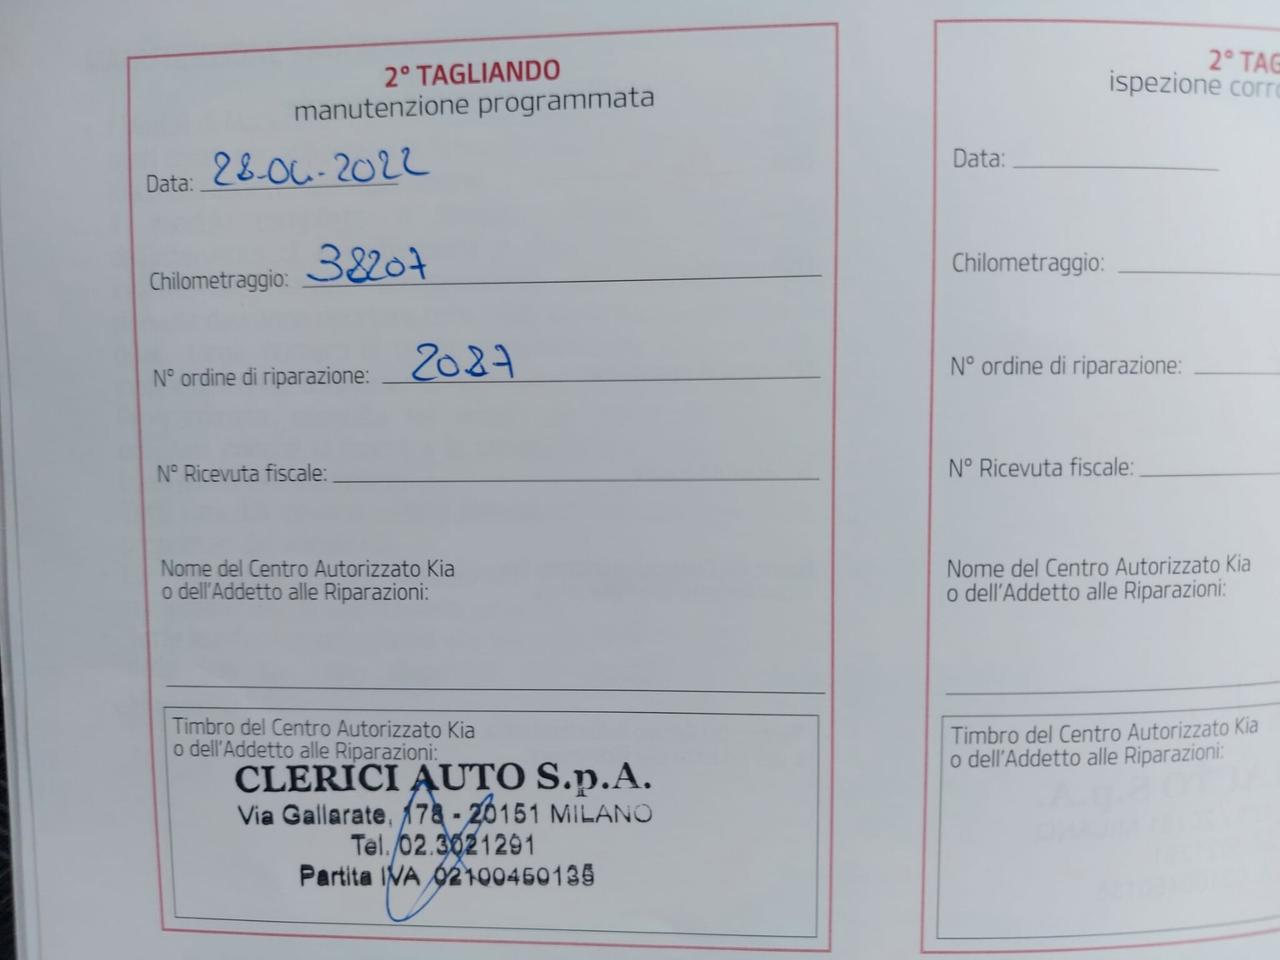 2° TAGLIANDO
manutenzione programmata
Data: 28-04-2022
Chilometraggio: 38207
N° ordine di riparazione: 2087
N° Ricevuta fiscale:
Nome del Centro Autorizzato Kia
o dell'Addetto alle Riparazioni:
Timbro del Centro Autorizzato Kia
o dell'Addetto alle Riparazioni:
CLERICI AUTO S.p.A.
Via Gallarate, 178 - 20151 MILANO
Tel. 02.3021291
Partita IVA 02100450135
2° TAG
ispezione corro
Data:
Chilometraggio:
N° ordine di riparazione:
N° Ricevuta fiscale:
Nome del Centro Autorizzato Kia
o dell'Addetto alle Riparazioni:
Timbro del Centro Autorizzato Kia
o dell'Addetto alle Riparazioni: